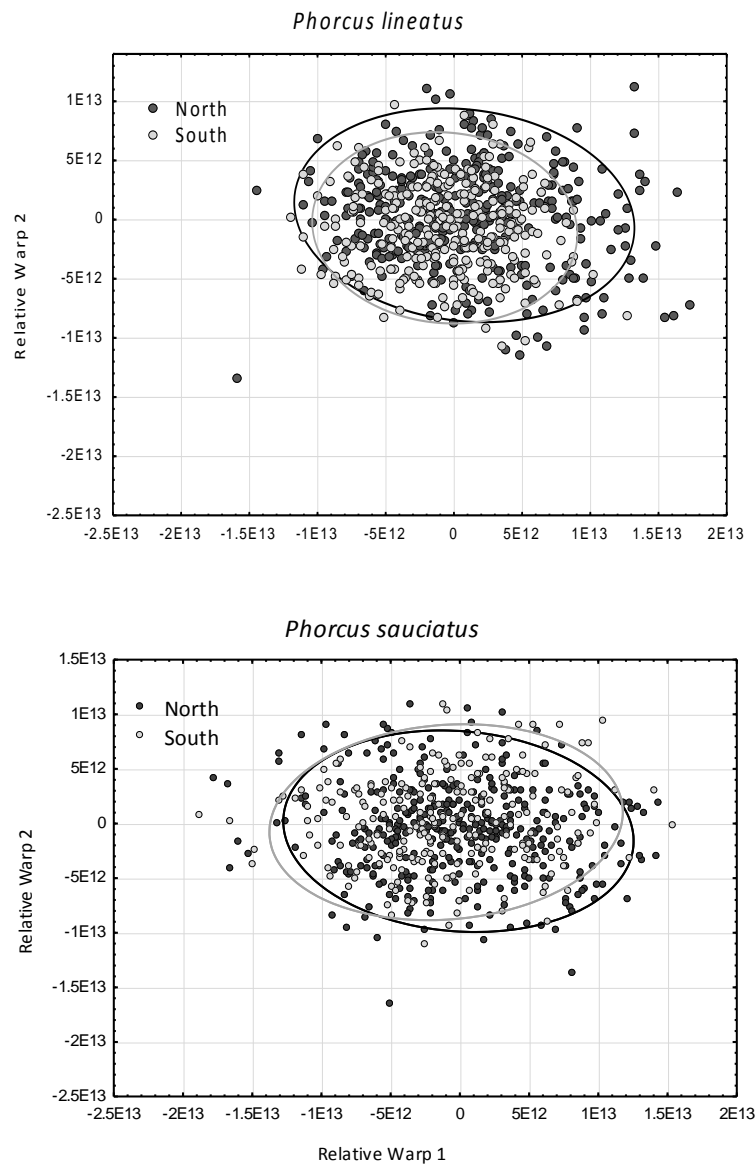 Phorcus lineatus
1E13
North
South
5E12
0
-5E12
-1E13
-1.5E13
-2E13
-2.5E13
Relative Warp 2
-2.5E13 -2E13 -1.5E13 -1E13 -5E12 0 5E12 1E13 1.5E13 2E13
Phorcus sauciatus
1.5E13
1E13
North
South
5E12
0
-5E12
-1E13
-1.5E13
-2E13
-2.5E13
Relative Warp 2
-2.5E13 -2E13 -1.5E13 -1E13 -5E12 0 5E12 1E13 1.5E13 2E13
Relative Warp 1